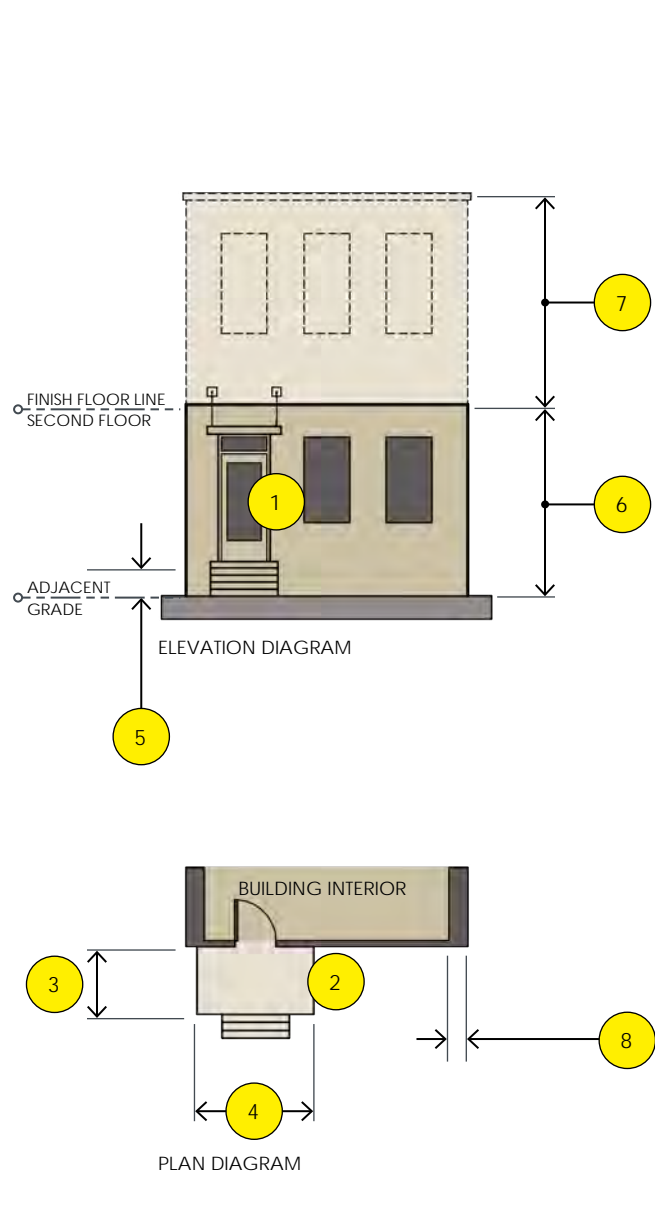 7
FINISH FLOOR LINE
SECOND FLOOR
1
6
ADJACENT
GRADE
ELEVATION DIAGRAM
5
BUILDING INTERIOR
3
2
8
4
PLAN DIAGRAM